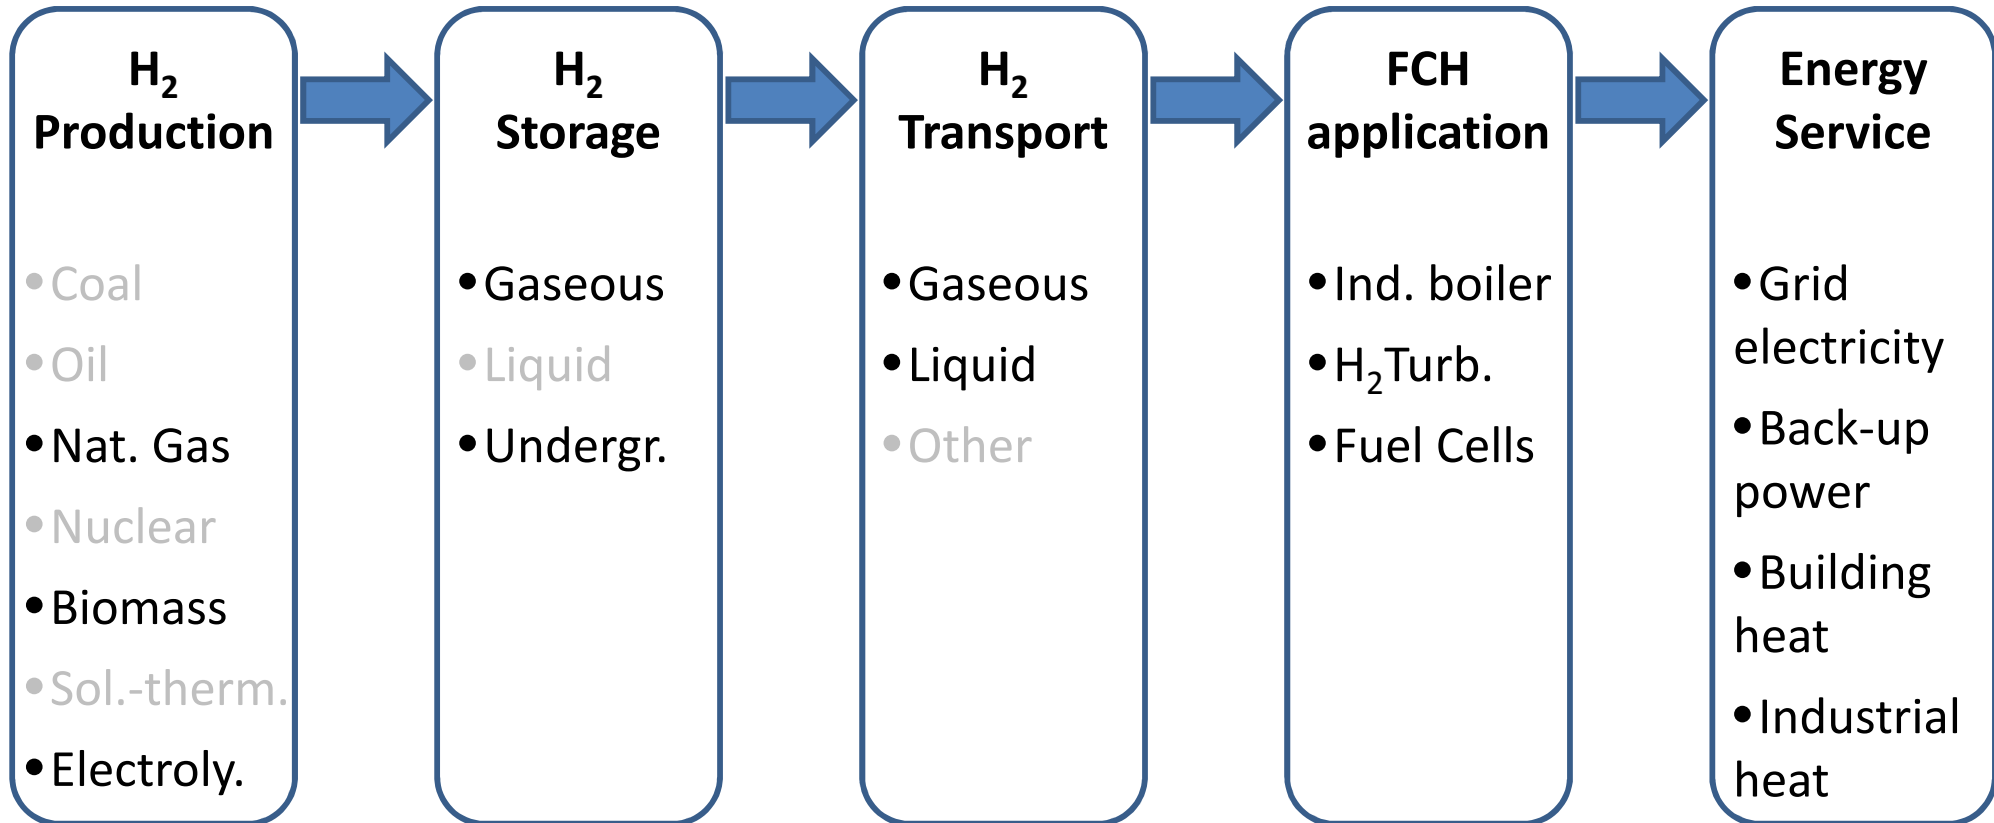 H₂
Production
•Coal
•Oil
•Nat. Gas
•Nuclear
•Biomass
•Sol.-therm.
•Electroly.
H₂
Storage
•Gaseous
•Liquid
•Undergr.
H₂
Transport
•Gaseous
•Liquid
•Other
FCH
application
•Ind. boiler
•H₂Turb.
•Fuel Cells
Energy
Service
•Grid
electricity
•Back-up
power
•Building
heat
•Industrial
heat